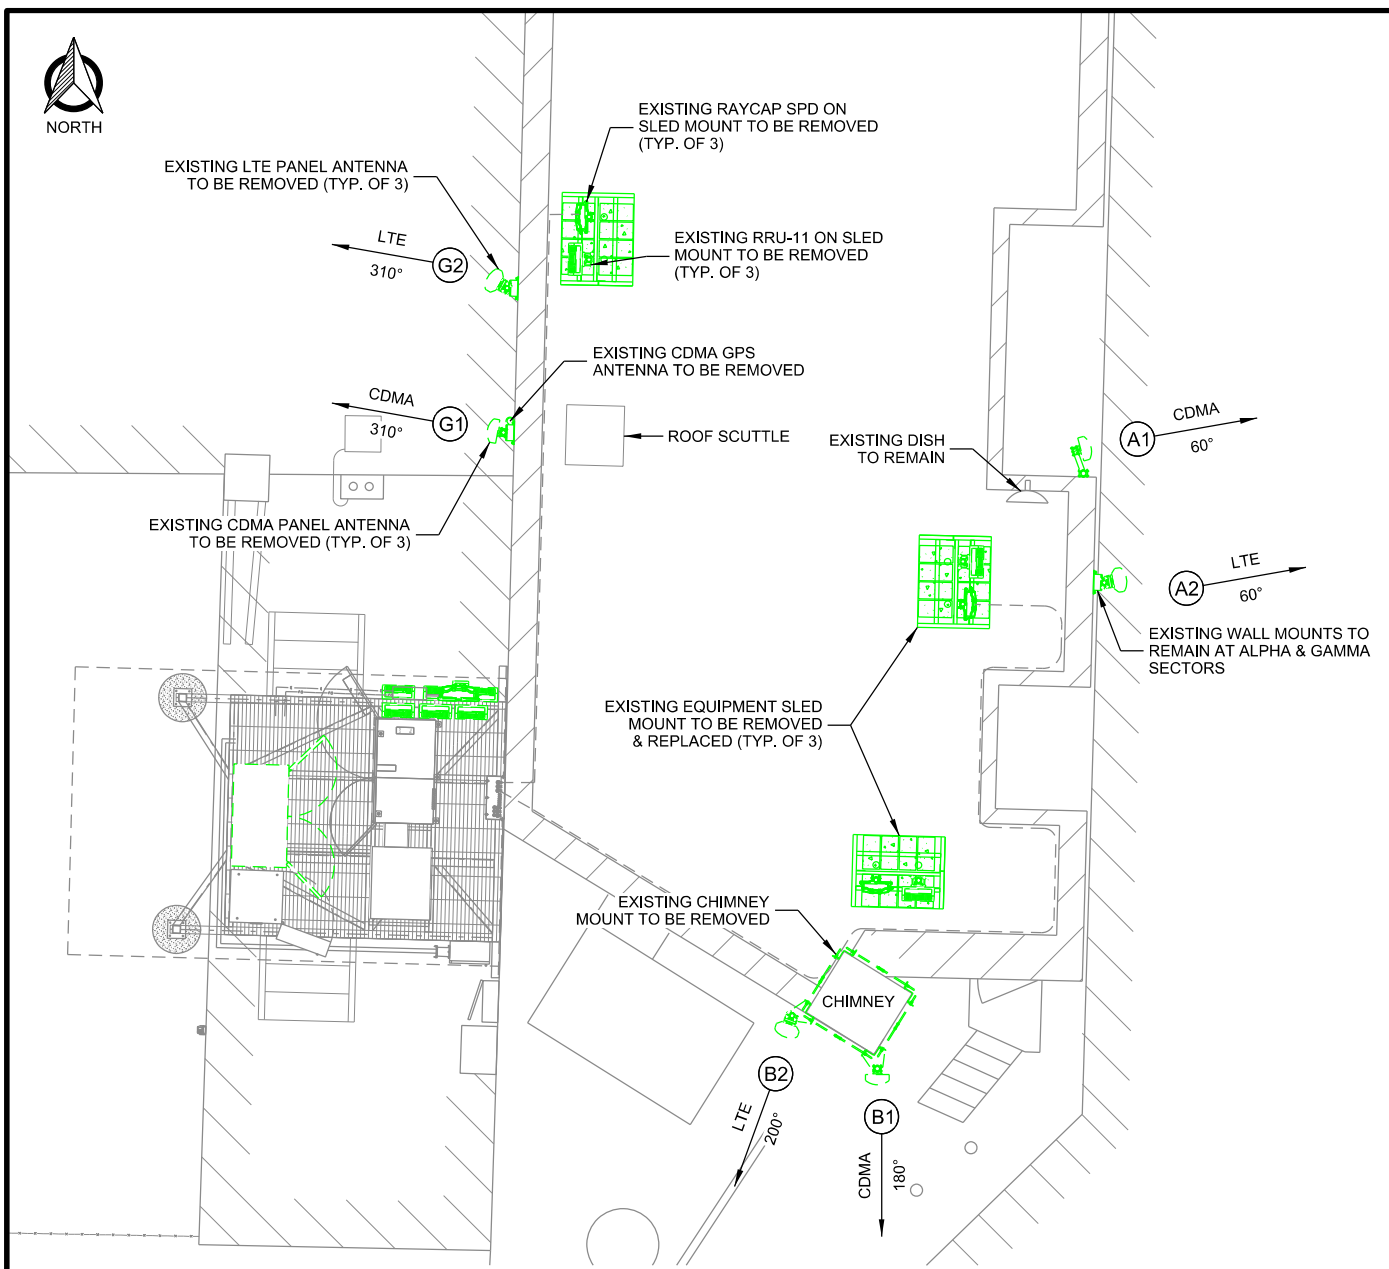 NORTH
EXISTING RAYCAP SPD ON
SLED MOUNT TO BE REMOVED
(TYP. OF 3)
EXISTING LTE PANEL ANTENNA
TO BE REMOVED (TYP. OF 3)
LTE
310°
G2
EXISTING RRU-11 ON SLED
MOUNT TO BE REMOVED
(TYP. OF 3)
EXISTING CDMA GPS
ANTENNA TO BE REMOVED
CDMA
310°
G1
ROOF SCUTTLE
EXISTING DISH
TO REMAIN
A1
CDMA
60°
EXISTING CDMA PANEL ANTENNA
TO BE REMOVED (TYP. OF 3)
A2
LTE
60°
EXISTING WALL MOUNTS TO
REMAIN AT ALPHA & GAMMA
SECTORS
EXISTING EQUIPMENT SLED
MOUNT TO BE REMOVED
& REPLACED (TYP. OF 3)
EXISTING CHIMNEY
MOUNT TO BE REMOVED
CHIMNEY
B2
LTE
200°
B1
CDMA
180°